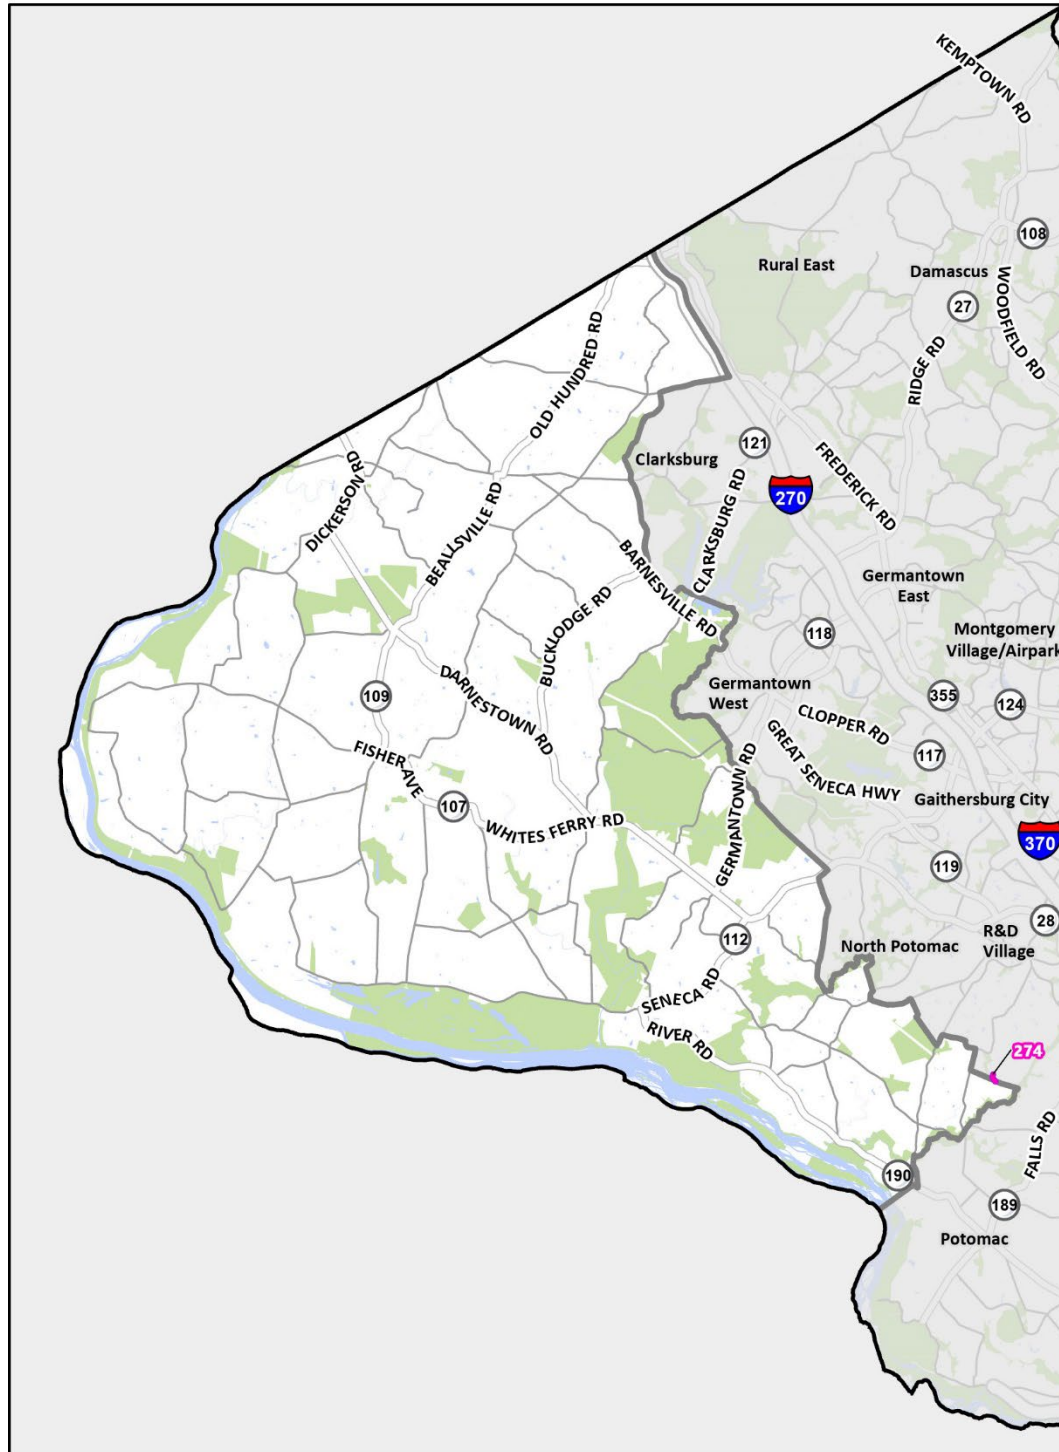 KEMPTOWN RD
108
Rural East
Damascus
27
WOODFIELD RD
RIDGE RD
OLD HUNDRED RD
121
Clarksburg
FREDERICK RD
DICKERSON RD
270
CLARKSBURG RD
BEALLSVILLE RD
BARNESVILLE RD
Germantown
East
BUCKLODGE RD
118
Montgomery
Village/Airpark
109
DARNESTOWN RD
Germantown
West
355
124
CLOPPER RD
117
GREAT SENECA HWY
FISHER AVE
107
WHITES FERRY RD
GERMANTOWN RD
Gaithersburg City
370
119
28
112
North Potomac
R&D
Village
SENECA RD
RIVER RD
274
FALLS RD
190
189
Potomac